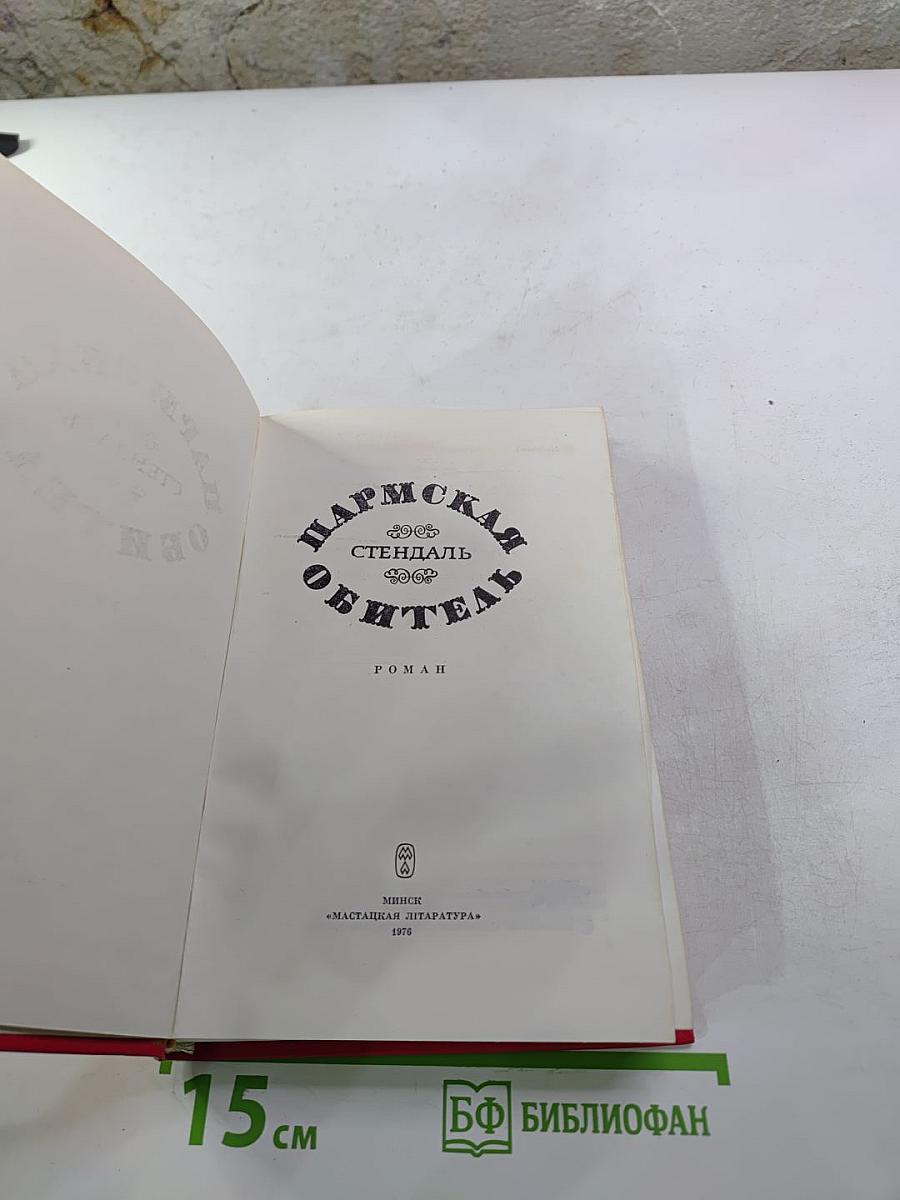 ПАРМСКАЯ
СТЕНДАЛЬ
ОБИТЕЛЬ
РОМАН
МИНСК
«МАСТАЦКАЯ ЛІТАРАТУРА»
1976
15 см
БФ БИБЛИОФАН